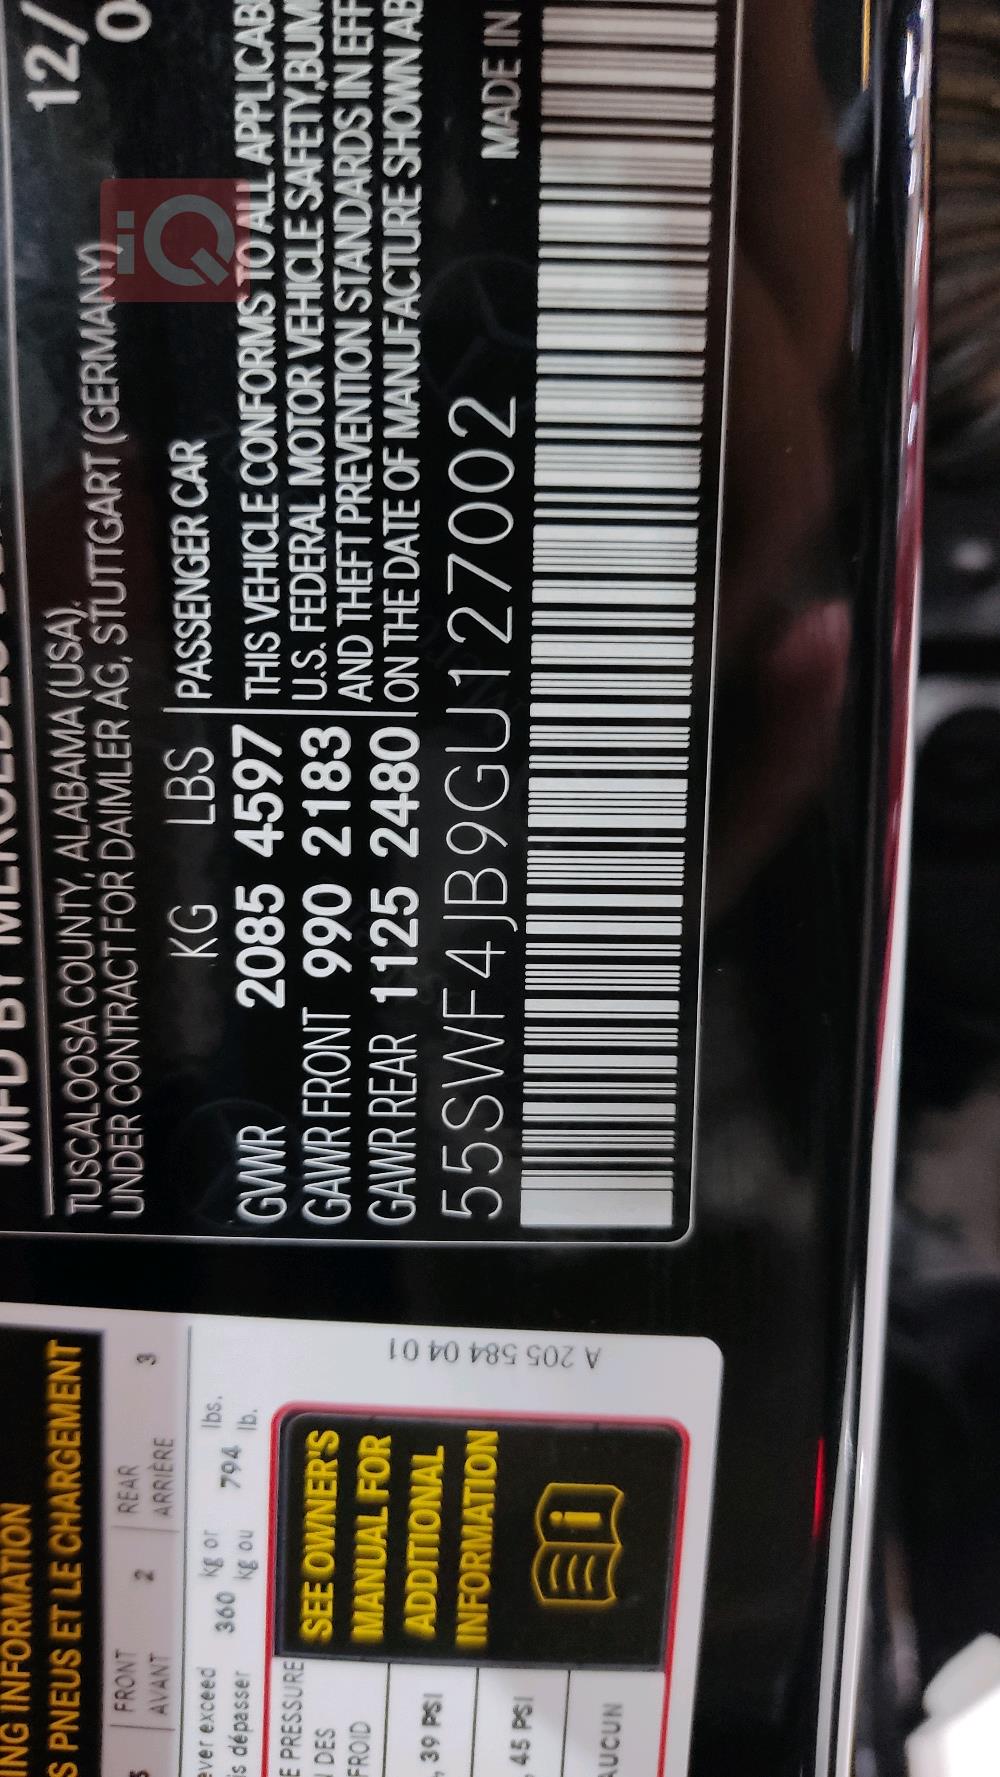 12/
0
MFD BY MERCEDES
TUSCALOOSA COUNTY, ALABAMA (USA),
UNDER CONTRACT FOR DAIMLER AG, STUTTGART (GERMANY)
iQ
KG LBS PASSENGER CAR
GVWR 2085 4597 THIS VEHICLE CONFORMS TO ALL APPLICAB
GAWR FRONT 990 2183 U.S. FEDERAL MOTOR VEHICLE SAFETY, BUM
GAWR REAR 1125 2480 AND THEFT PREVENTION STANDARDS IN EFF
ON THE DATE OF MANUFACTURE SHOWN AB
55SWF4JB9GU127002 MADE IN
ING INFORMATION
S PNEUS ET LE CHARGEMENT
5 FRONT 2 REAR 3
AVANT ARRIÈRE
ever exceed 360 kg or 794 lbs.
is dépasser kg ou lb.
E PRESSURE
DES
FROID
, 39 PSI
, 45 PSI
AUCUN
SEE OWNER'S
MANUAL FOR
ADDITIONAL
INFORMATION
i
A 205 584 04 01